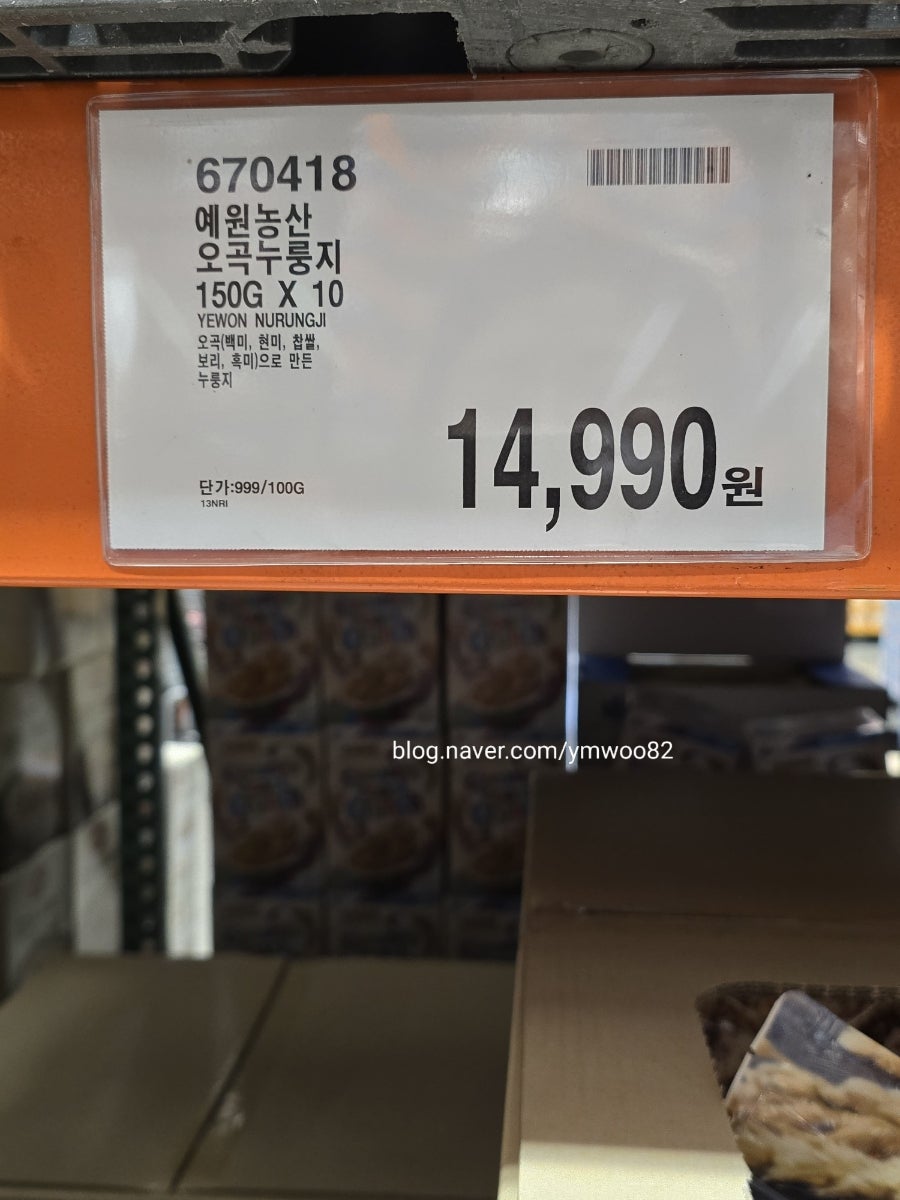 670418
예원농산
오곡누룽지
150G X 10
YEWON NURUNGJI
오곡(백미, 현미, 찹쌀,
보리, 흑미)으로 만든
누룽지
14,990원
단가:999/100G
13NRI
blog.naver.com/ymwoo82